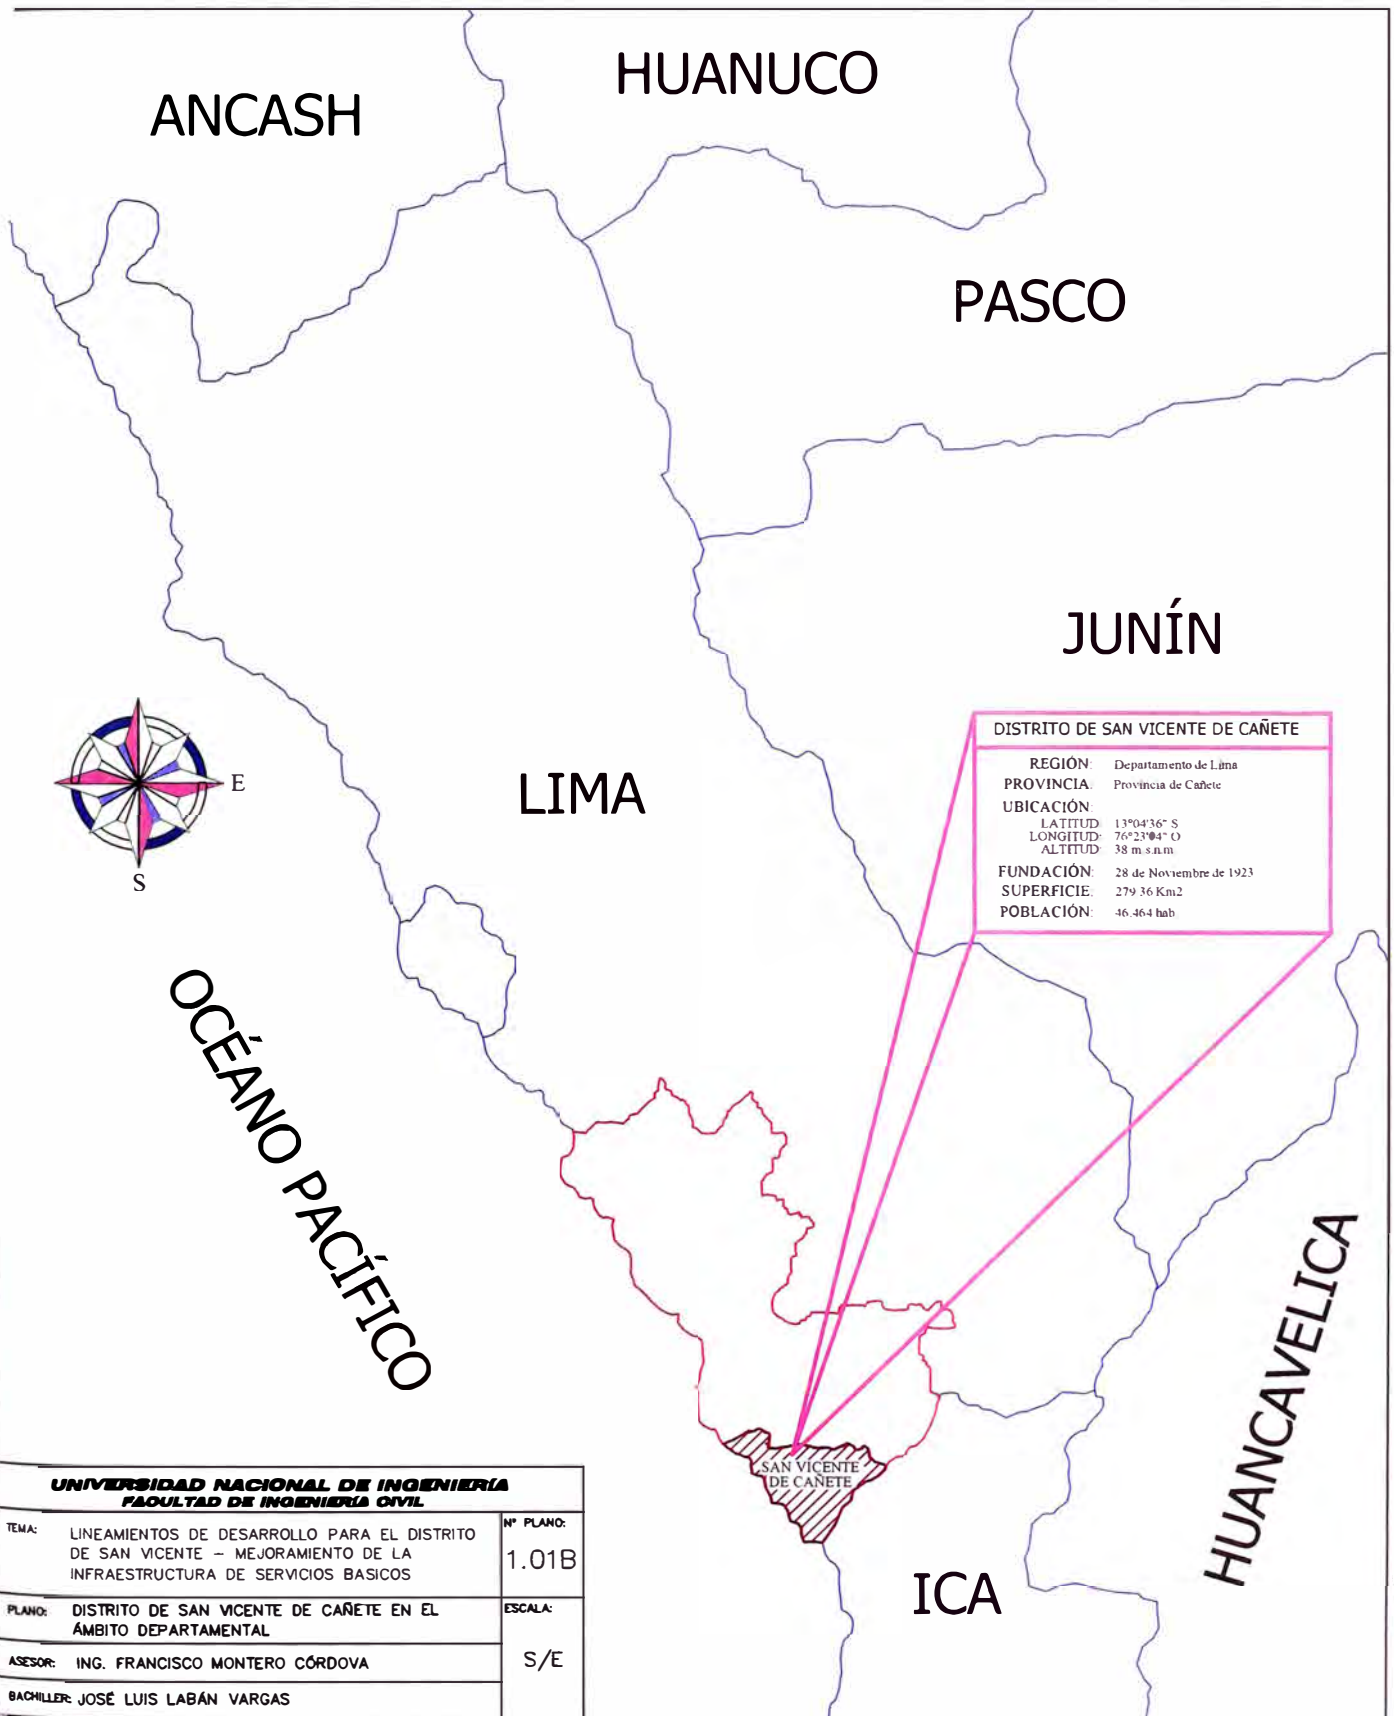 HUANUCO
ANCASH
PASCO
JUNÍN
DISTRITO DE SAN VICENTE DE CAÑETE
REGIÓN: Departamento de Lima
PROVINCIA: Provincia de Cañete
UBICACIÓN:
LATITUD: 13°04'36" S
LONGITUD: 76°23'04" O
ALTITUD: 38 m.s.n.m
FUNDACIÓN: 28 de Noviembre de 1923
SUPERFICIE: 279.36 Km2
POBLACIÓN: 46,464 hab.
LIMA
E
S
OCÉANO PACÍFICO
HUANCAVELICA
SAN VICENTE
DE CAÑETE
ICA
UNIVERSIDAD NACIONAL DE INGENIERÍA
FACULTAD DE INGENIERÍA CIVIL
TEMA: LINEAMIENTOS DE DESARROLLO PARA EL DISTRITO
DE SAN VICENTE – MEJORAMIENTO DE LA
INFRAESTRUCTURA DE SERVICIOS BASICOS
N° PLANO:
1.01B
PLANO: DISTRITO DE SAN VICENTE DE CAÑETE EN EL
ÁMBITO DEPARTAMENTAL
ESCALA:
S/E
ASESOR: ING. FRANCISCO MONTERO CÓRDOVA
BACHILLER: JOSÉ LUIS LABÁN VARGAS